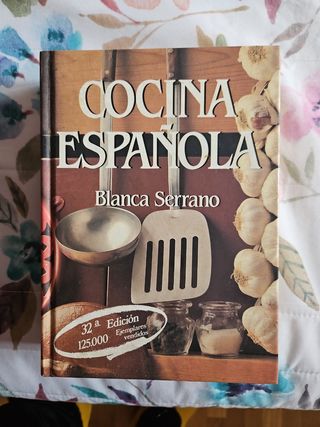 COCINA
ESPAÑOLA
Blanca Serrano
32ª Edición
125.000 Ejemplares
vendidos